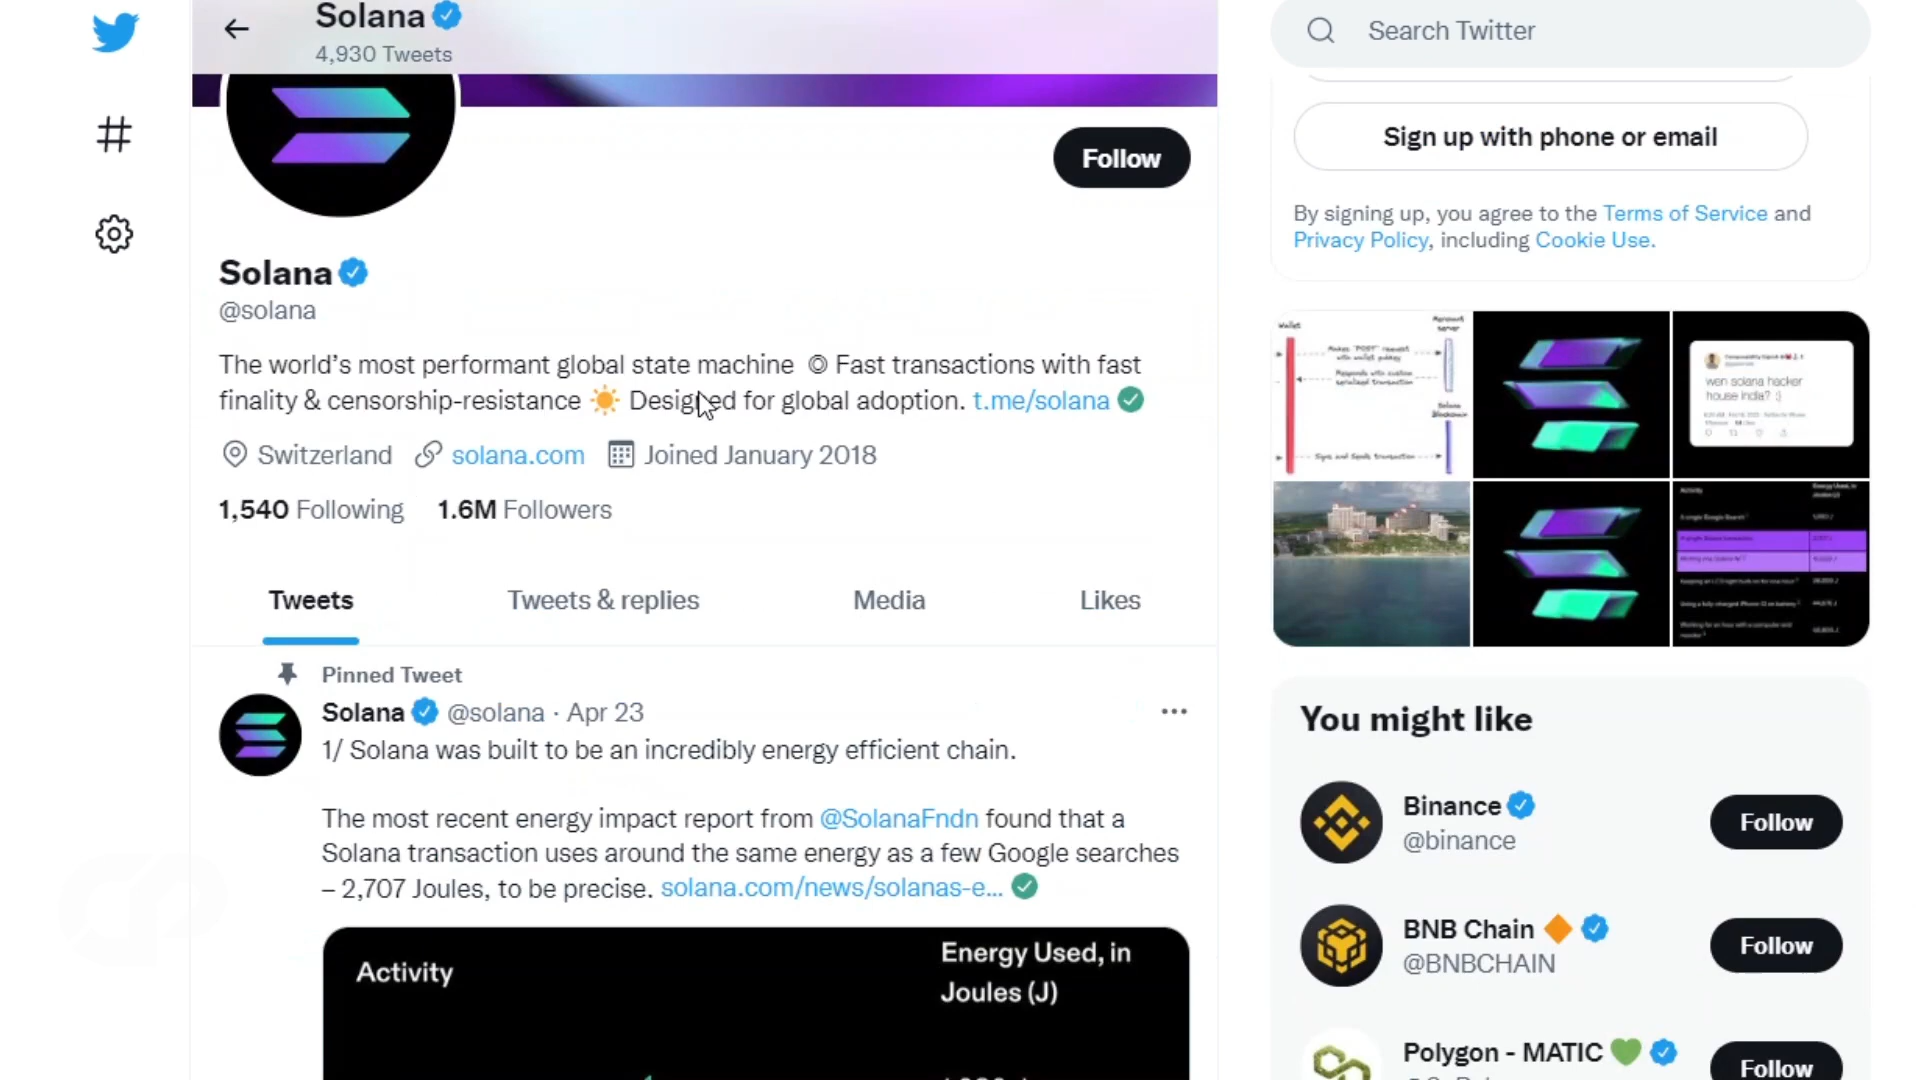 Solana
4,930 Tweets
Search Twitter
Sign up with phone or email
Follow
By signing up, you agree to the Terms of Service and
Privacy Policy, including Cookie Use.
Solana
@solana
The world's most performant global state machine ◎ Fast transactions with fast
finality & censorship-resistance ☀️ Designed for global adoption. t.me/solana
Switzerland solana.com Joined January 2018
1,540 Following 1.6M Followers
Tweets Tweets & replies Media Likes
Pinned Tweet
Solana @solana · Apr 23
1/ Solana was built to be an incredibly energy efficient chain.
The most recent energy impact report from @SolanaFndn found that a
Solana transaction uses around the same energy as a few Google searches
– 2,707 Joules, to be precise. solana.com/news/solanas-e...
Activity
Energy Used, in
Joules (J)
Wallet
wen solana hacker
house India? :)
Activity
Energy Used, in
Joules (J)
You might like
Binance
@binance
Follow
BNB Chain 🔶
@BNBCHAIN
Follow
Polygon - MATIC 💚
Follow